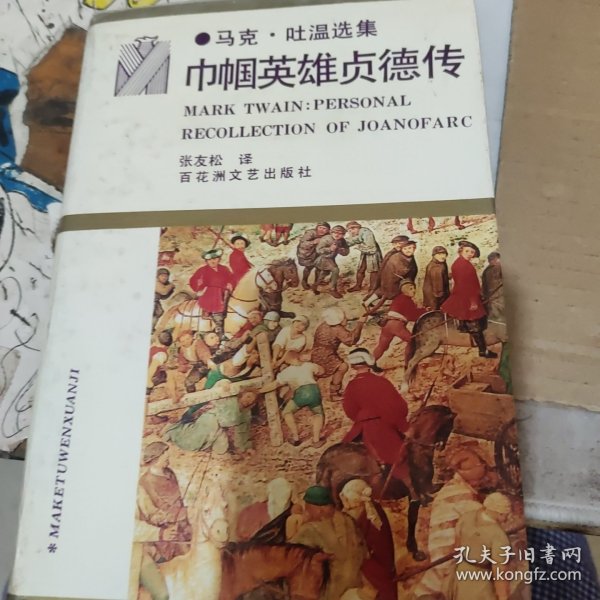 ●马克·吐温选集
巾帼英雄贞德传
MARK TWAIN:PERSONAL
RECOLLECTION OF JOANOFARC
张友松 译
百花洲文艺出版社
*MAKETUWENXUANJI
孔夫子旧书网
www.kongfz.com